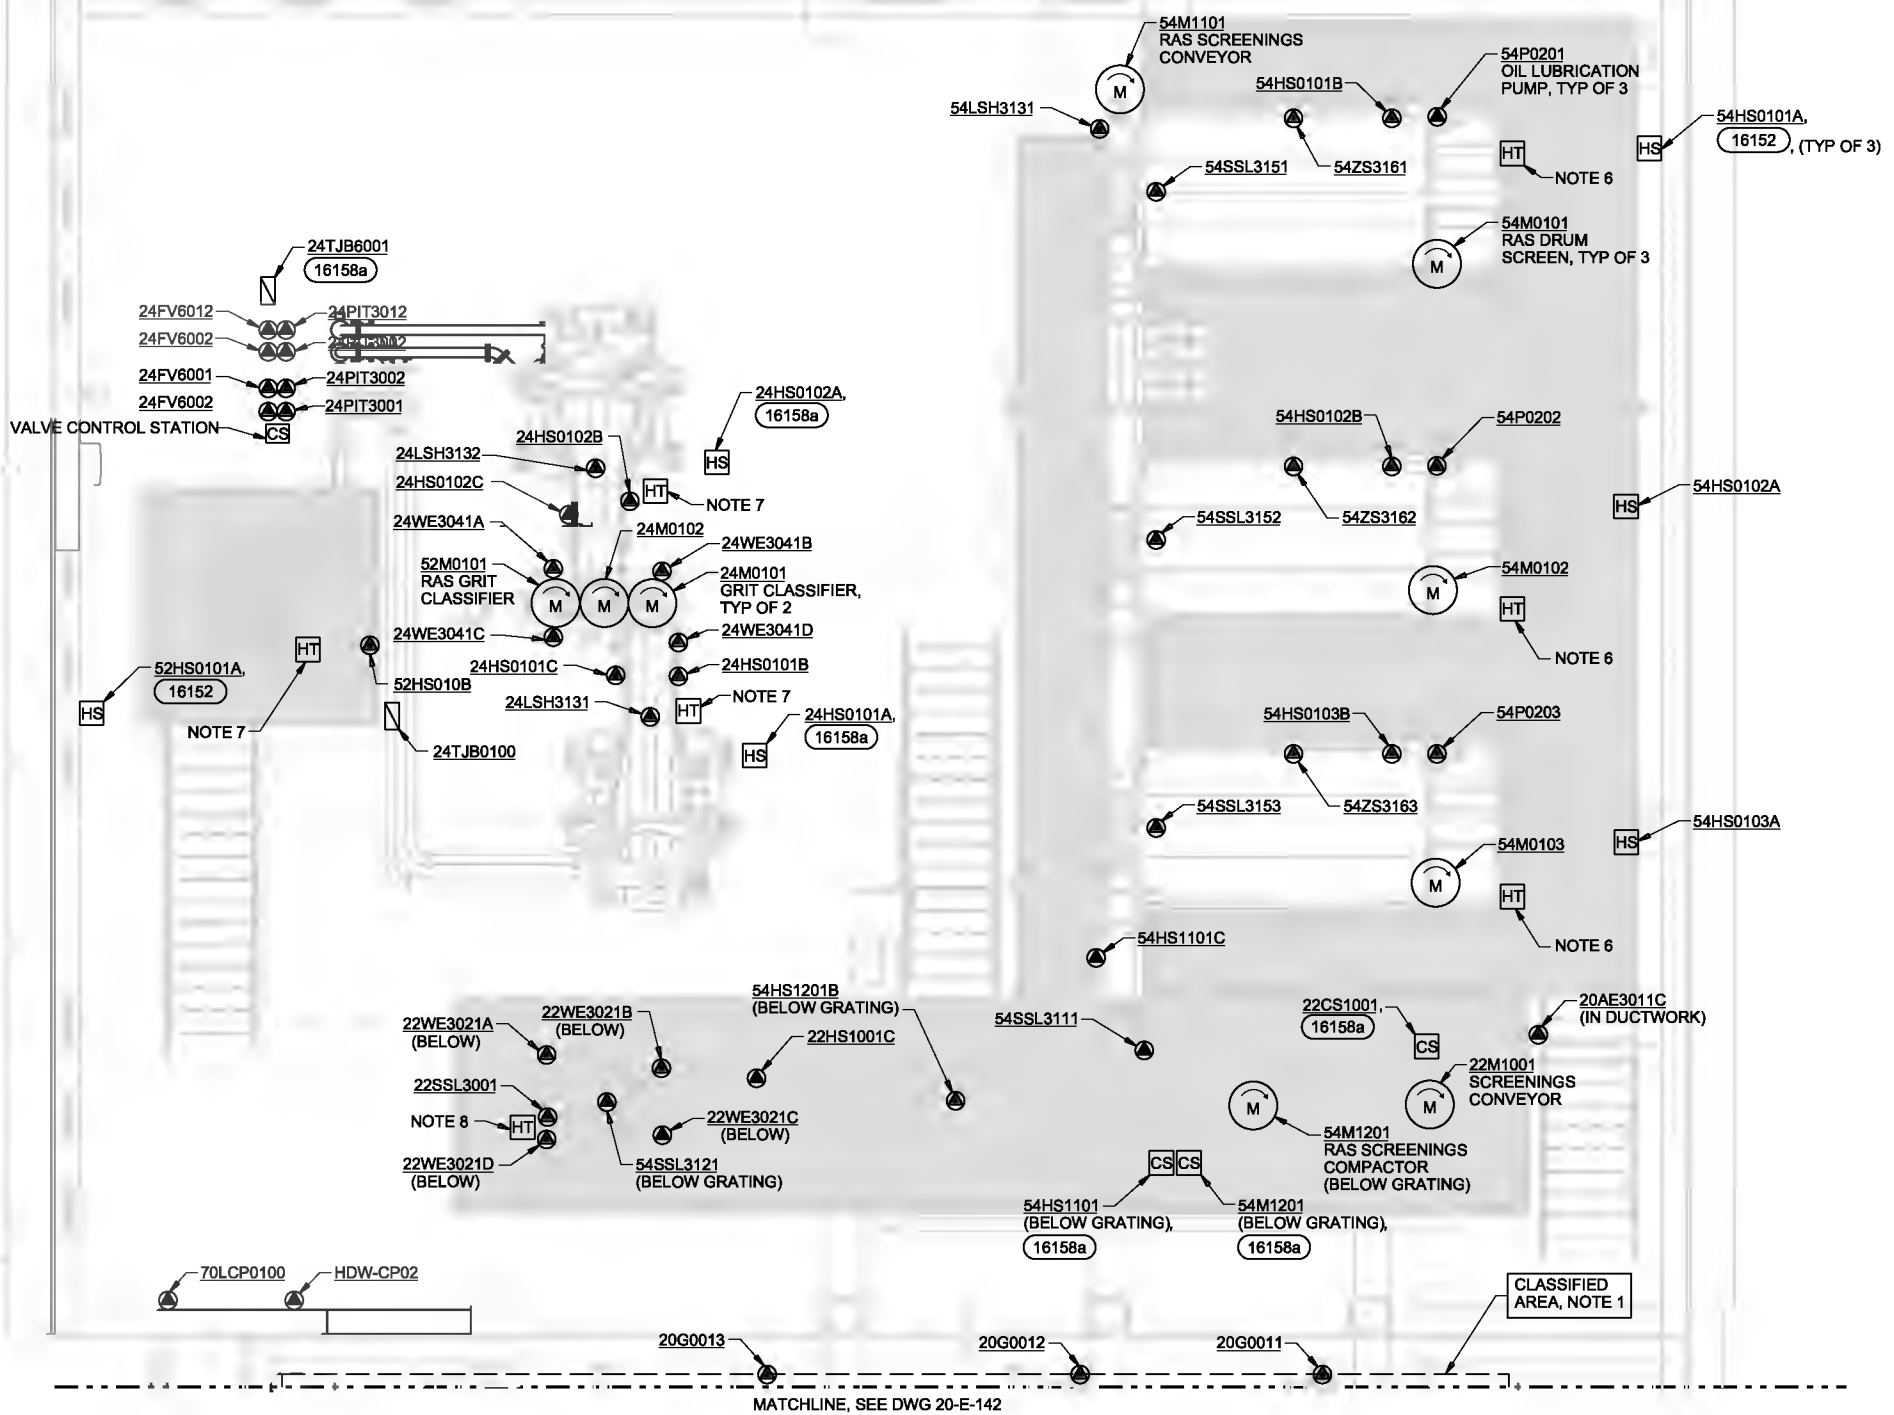 54M1101
RAS SCREENINGS
CONVEYOR
54LSH3131
M
54HS0101B
54P0201
OIL LUBRICATION
PUMP, TYP OF 3
54HS0101A,
16152, (TYP OF 3)
HS
HT
NOTE 6
54SSL3151
54ZS3161
54M0101
RAS DRUM
SCREEN, TYP OF 3
M
24TJB6001
16158a
24FV6012
24PIT3012
24FV6002
24FV6001
24PIT3002
24FV6002
24PIT3001
VALVE CONTROL STATION
CS
24HS0102A,
16158a
HS
24HS0102B
24LSH3132
24HS0102C
HT
NOTE 7
24WE3041A
24M0102
24WE3041B
52M0101
RAS GRIT
CLASSIFIER
24M0101
GRIT CLASSIFIER,
TYP OF 2
M
M
M
24WE3041C
24WE3041D
24HS0101C
24HS0101B
24LSH3131
HT
NOTE 7
24HS0101A,
16158a
HS
HT
NOTE 7
52HS0101A,
16152
HS
52HS010B
24TJB0100
54HS0102B
54P0202
54HS0102A
HS
54SSL3152
54ZS3162
54M0102
M
HT
NOTE 6
54HS0103B
54P0203
54SSL3153
54ZS3163
54HS0103A
HS
54M0103
M
HT
NOTE 6
54HS1101C
54HS1201B
(BELOW GRATING)
22WE3021B
(BELOW)
22WE3021A
(BELOW)
22HS1001C
54SSL3111
22CS1001,
16158a
CS
20AE3011C
(IN DUCTWORK)
22SSL3001
NOTE 8
HT
22WE3021C
(BELOW)
22WE3021D
(BELOW)
54SSL3121
(BELOW GRATING)
22M1001
SCREENINGS
CONVEYOR
M
M
54M1201
RAS SCREENINGS
COMPACTOR
(BELOW GRATING)
CS
CS
54HS1101
(BELOW GRATING),
16158a
54M1201
(BELOW GRATING),
16158a
70LCP0100
HDW-CP02
CLASSIFIED
AREA, NOTE 1
20G0013
20G0012
20G0011
MATCHLINE, SEE DWG 20-E-142